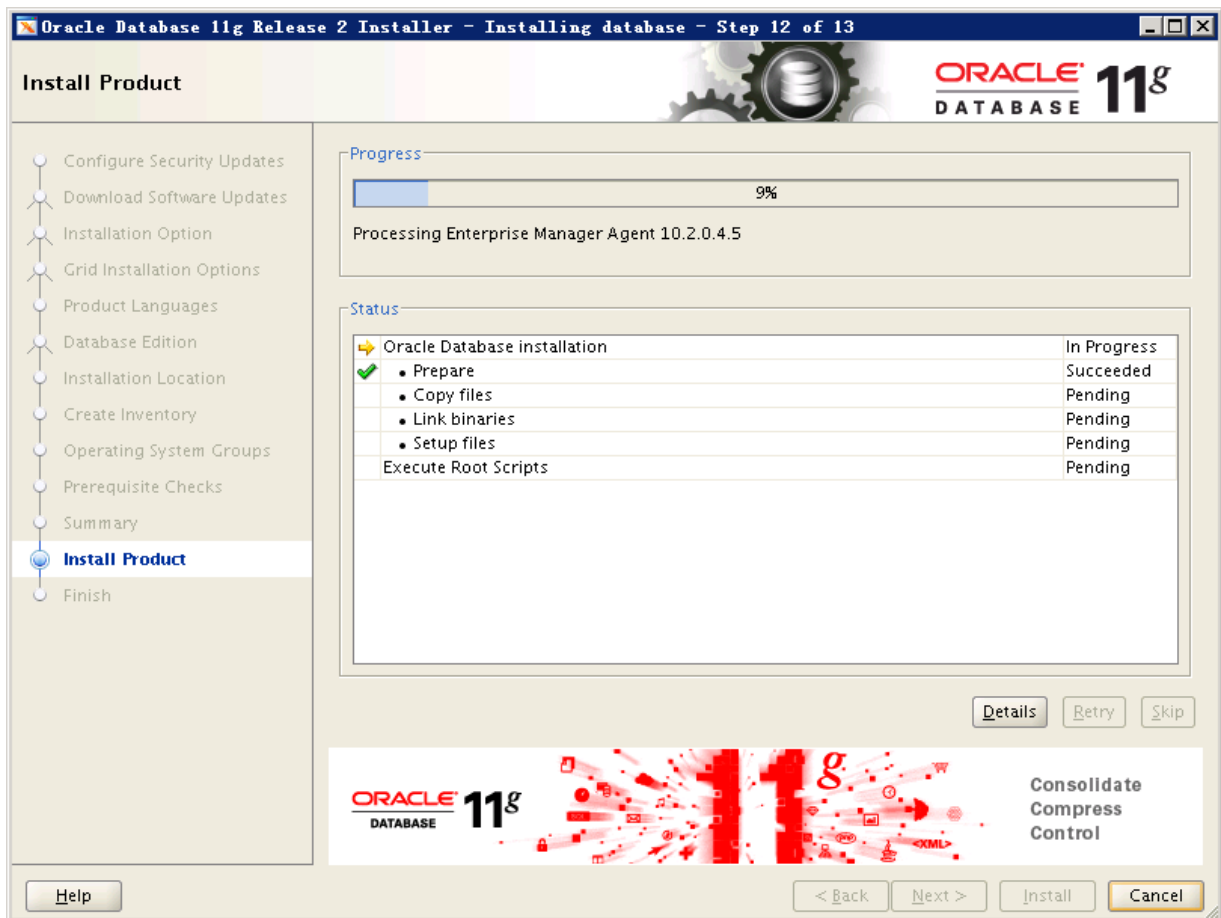 Oracle Database 11g Release 2 Installer - Installing database - Step 12 of 13
Install Product
ORACLE
DATABASE
11g
Configure Security Updates
Download Software Updates
Installation Option
Grid Installation Options
Product Languages
Database Edition
Installation Location
Create Inventory
Operating System Groups
Prerequisite Checks
Summary
Install Product
Finish
Progress
9%
Processing Enterprise Manager Agent 10.2.0.4.5
Status
Oracle Database installation In Progress
• Prepare Succeeded
• Copy files Pending
• Link binaries Pending
• Setup files Pending
Execute Root Scripts Pending
Details Retry Skip
ORACLE
DATABASE
11g
11g
php
<XML>
Consolidate
Compress
Control
Help < Back Next > Install Cancel